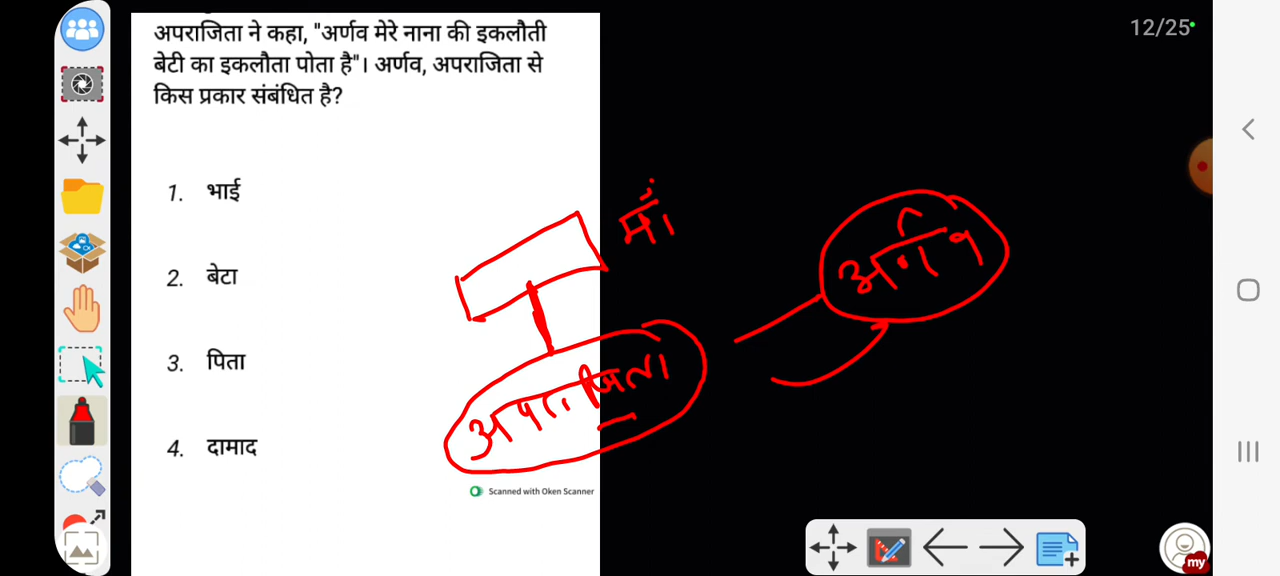 12/25
अपराजिता ने कहा, "अर्णव मेरे नाना की इकलौती
बेटी का इकलौता पोता है"। अर्णव, अपराजिता से
किस प्रकार संबंधित है?
1. भाई
2. बेटा
3. पिता
4. दामाद
माँ
अर्णव
अपराजिता
Scanned with Oken Scanner
my